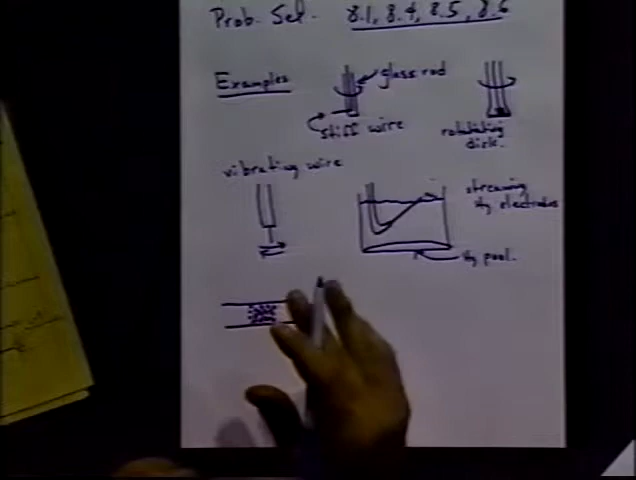 Prob. Set. 8.1, 8.4, 8.5, 8.6
Examples
glass rod
stiff wire
rotating
disk.
vibrating wire
streaming
Hg electrodes
Hg pool.